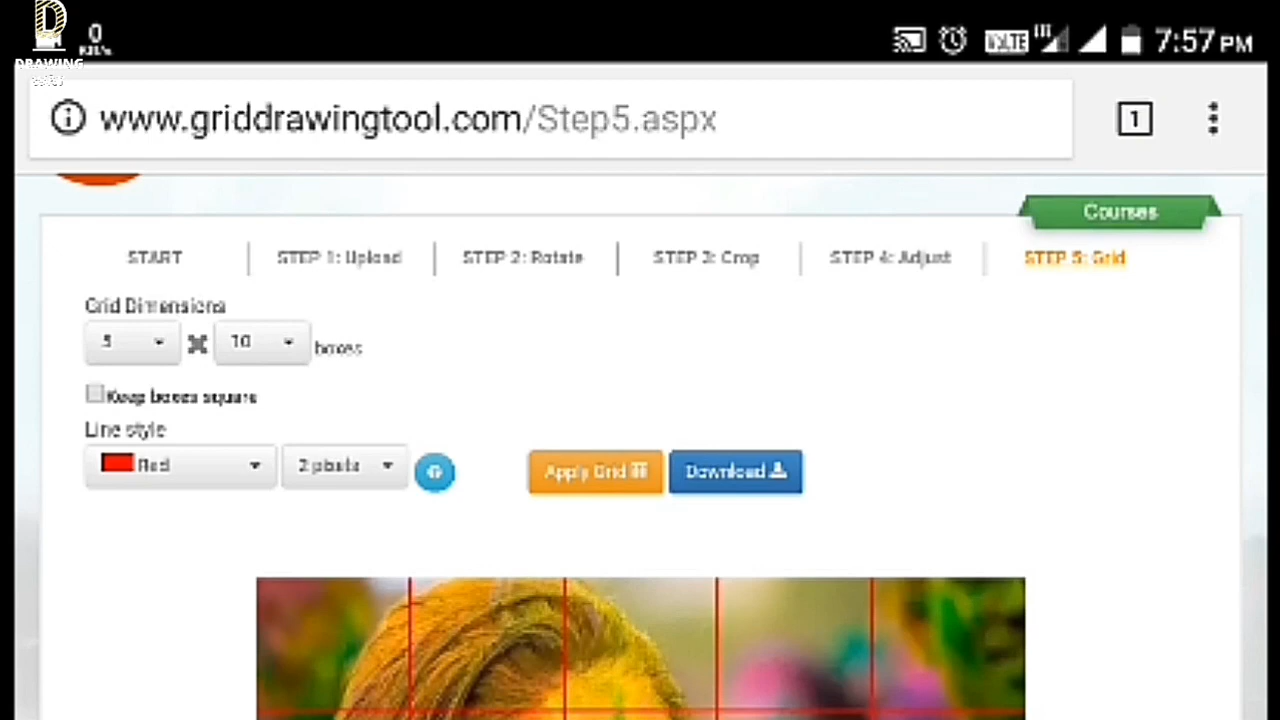 D
DRAWING
0
VoLTE 7:57 PM
www.griddrawingtool.com/Step5.aspx
1
Courses
START STEP 1: Upload STEP 2: Rotate STEP 3: Crop STEP 4: Adjust STEP 5: Grid
Grid Dimensions
5 10 boxes
Keep boxes square
Line style
Red 2 pixels Apply Grid Download